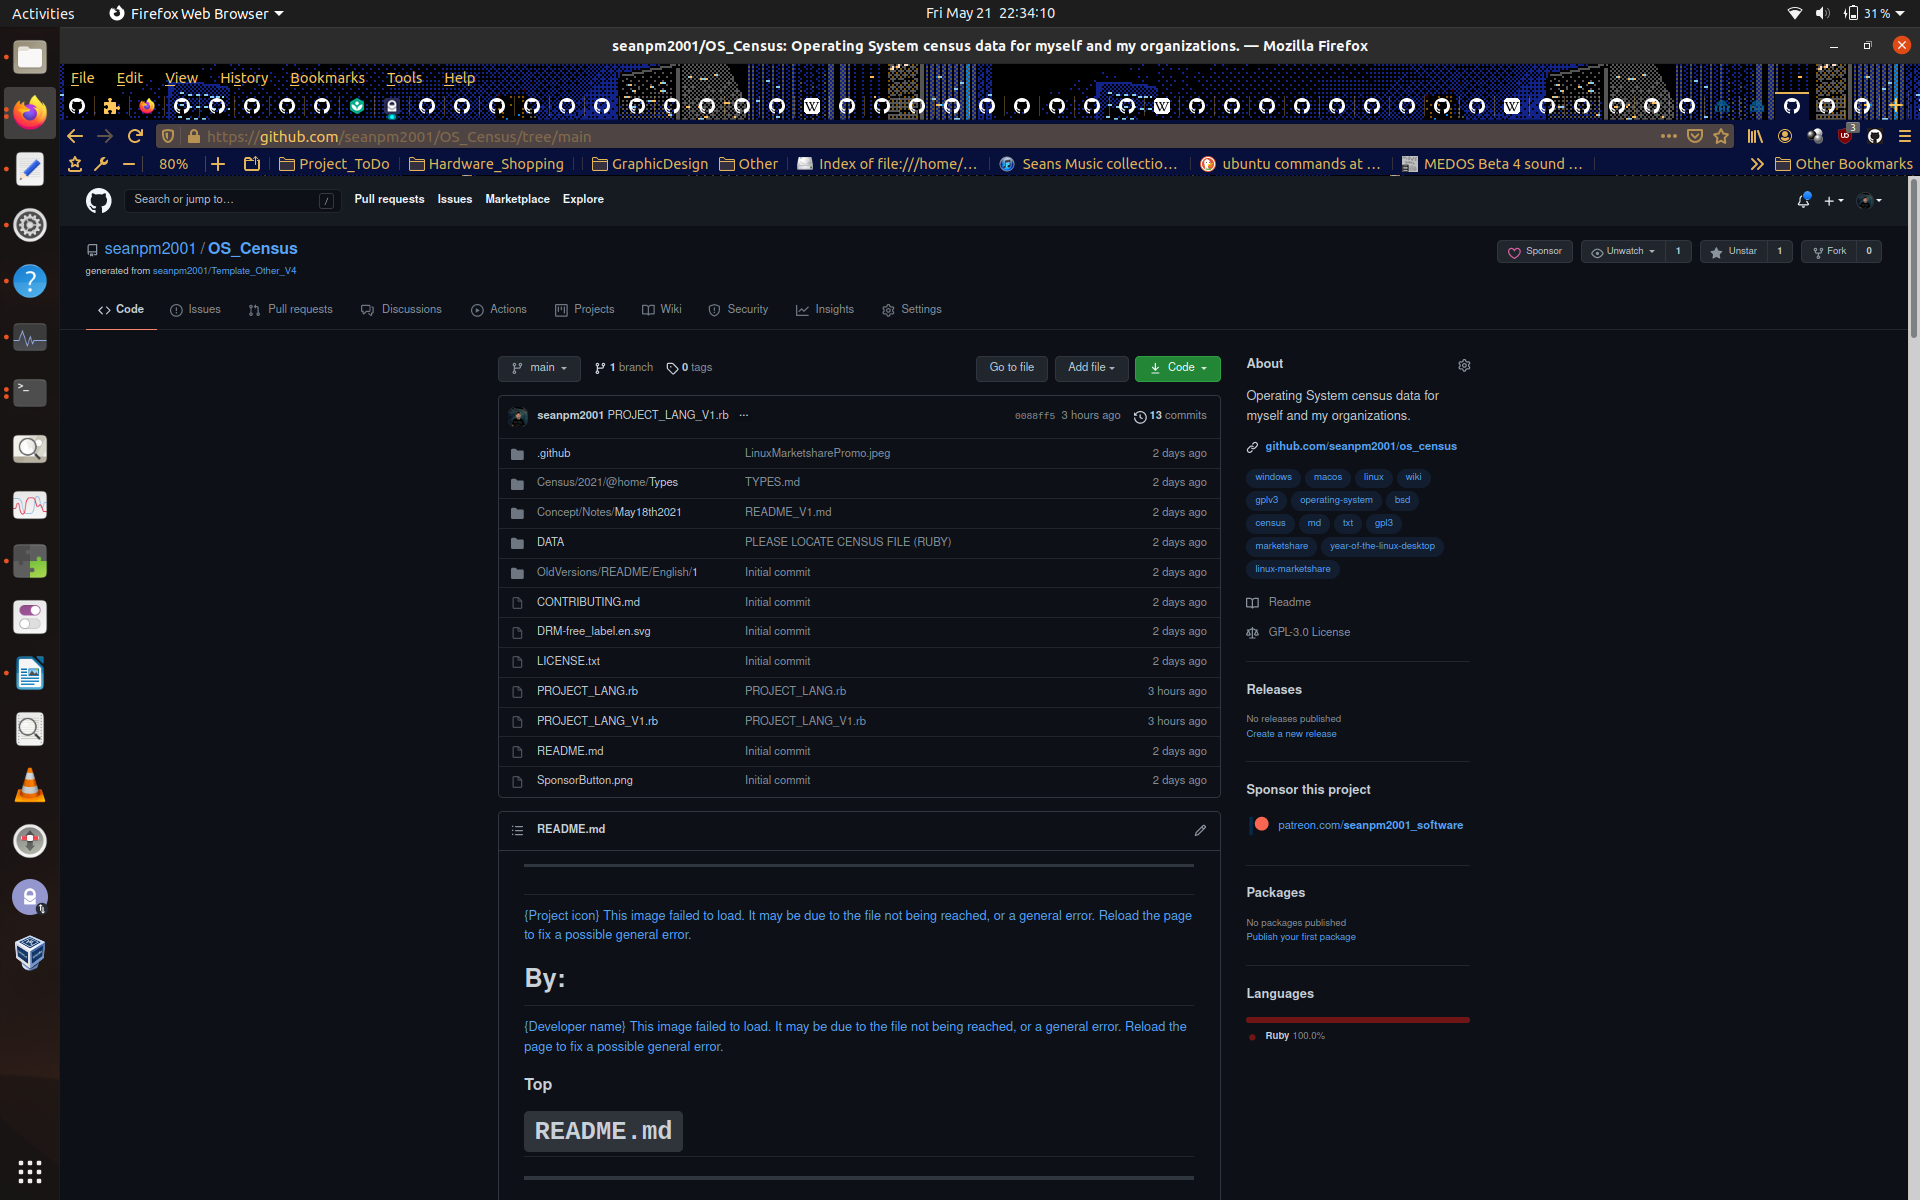 Activities Firefox Web Browser Fri May 21 22:34:10 31%
seanpm2001/OS_Census: Operating System census data for myself and my organizations. — Mozilla Firefox
File Edit View History Bookmarks Tools Help
https://github.com/seanpm2001/OS_Census/tree/main 3
80% Project_ToDo Hardware_Shopping GraphicDesign Other Index of file:///home/... Seans Music collectio... ubuntu commands at ... MEDOS Beta 4 sound ... Other Bookmarks
Search or jump to... / Pull requests Issues Marketplace Explore
seanpm2001 / OS_Census Sponsor Unwatch 1 Unstar 1 Fork 0
generated from seanpm2001/Template_Other_V4
Code Issues Pull requests Discussions Actions Projects Wiki Security Insights Settings
main 1 branch 0 tags Go to file Add file Code
seanpm2001 PROJECT_LANG_V1.rb ... 0088ff5 3 hours ago 13 commits
.github LinuxMarketsharePromo.jpeg 2 days ago
Census/2021/@home/Types TYPES.md 2 days ago
Concept/Notes/May18th2021 README_V1.md 2 days ago
DATA PLEASE LOCATE CENSUS FILE (RUBY) 2 days ago
OldVersions/README/English/1 Initial commit 2 days ago
CONTRIBUTING.md Initial commit 2 days ago
DRM-free_label.en.svg Initial commit 2 days ago
LICENSE.txt Initial commit 2 days ago
PROJECT_LANG.rb PROJECT_LANG.rb 3 hours ago
PROJECT_LANG_V1.rb PROJECT_LANG_V1.rb 3 hours ago
README.md Initial commit 2 days ago
SponsorButton.png Initial commit 2 days ago
README.md
{Project icon} This image failed to load. It may be due to the file not being reached, or a general error. Reload the page
to fix a possible general error.
By:
{Developer name} This image failed to load. It may be due to the file not being reached, or a general error. Reload the
page to fix a possible general error.
Top
README.md
About
Operating System census data for
myself and my organizations.
github.com/seanpm2001/os_census
windows macos linux wiki
gplv3 operating-system bsd
census md txt gpl3
marketshare year-of-the-linux-desktop
linux-marketshare
Readme
GPL-3.0 License
Releases
No releases published
Create a new release
Sponsor this project
patreon.com/seanpm2001_software
Packages
No packages published
Publish your first package
Languages
Ruby 100.0%